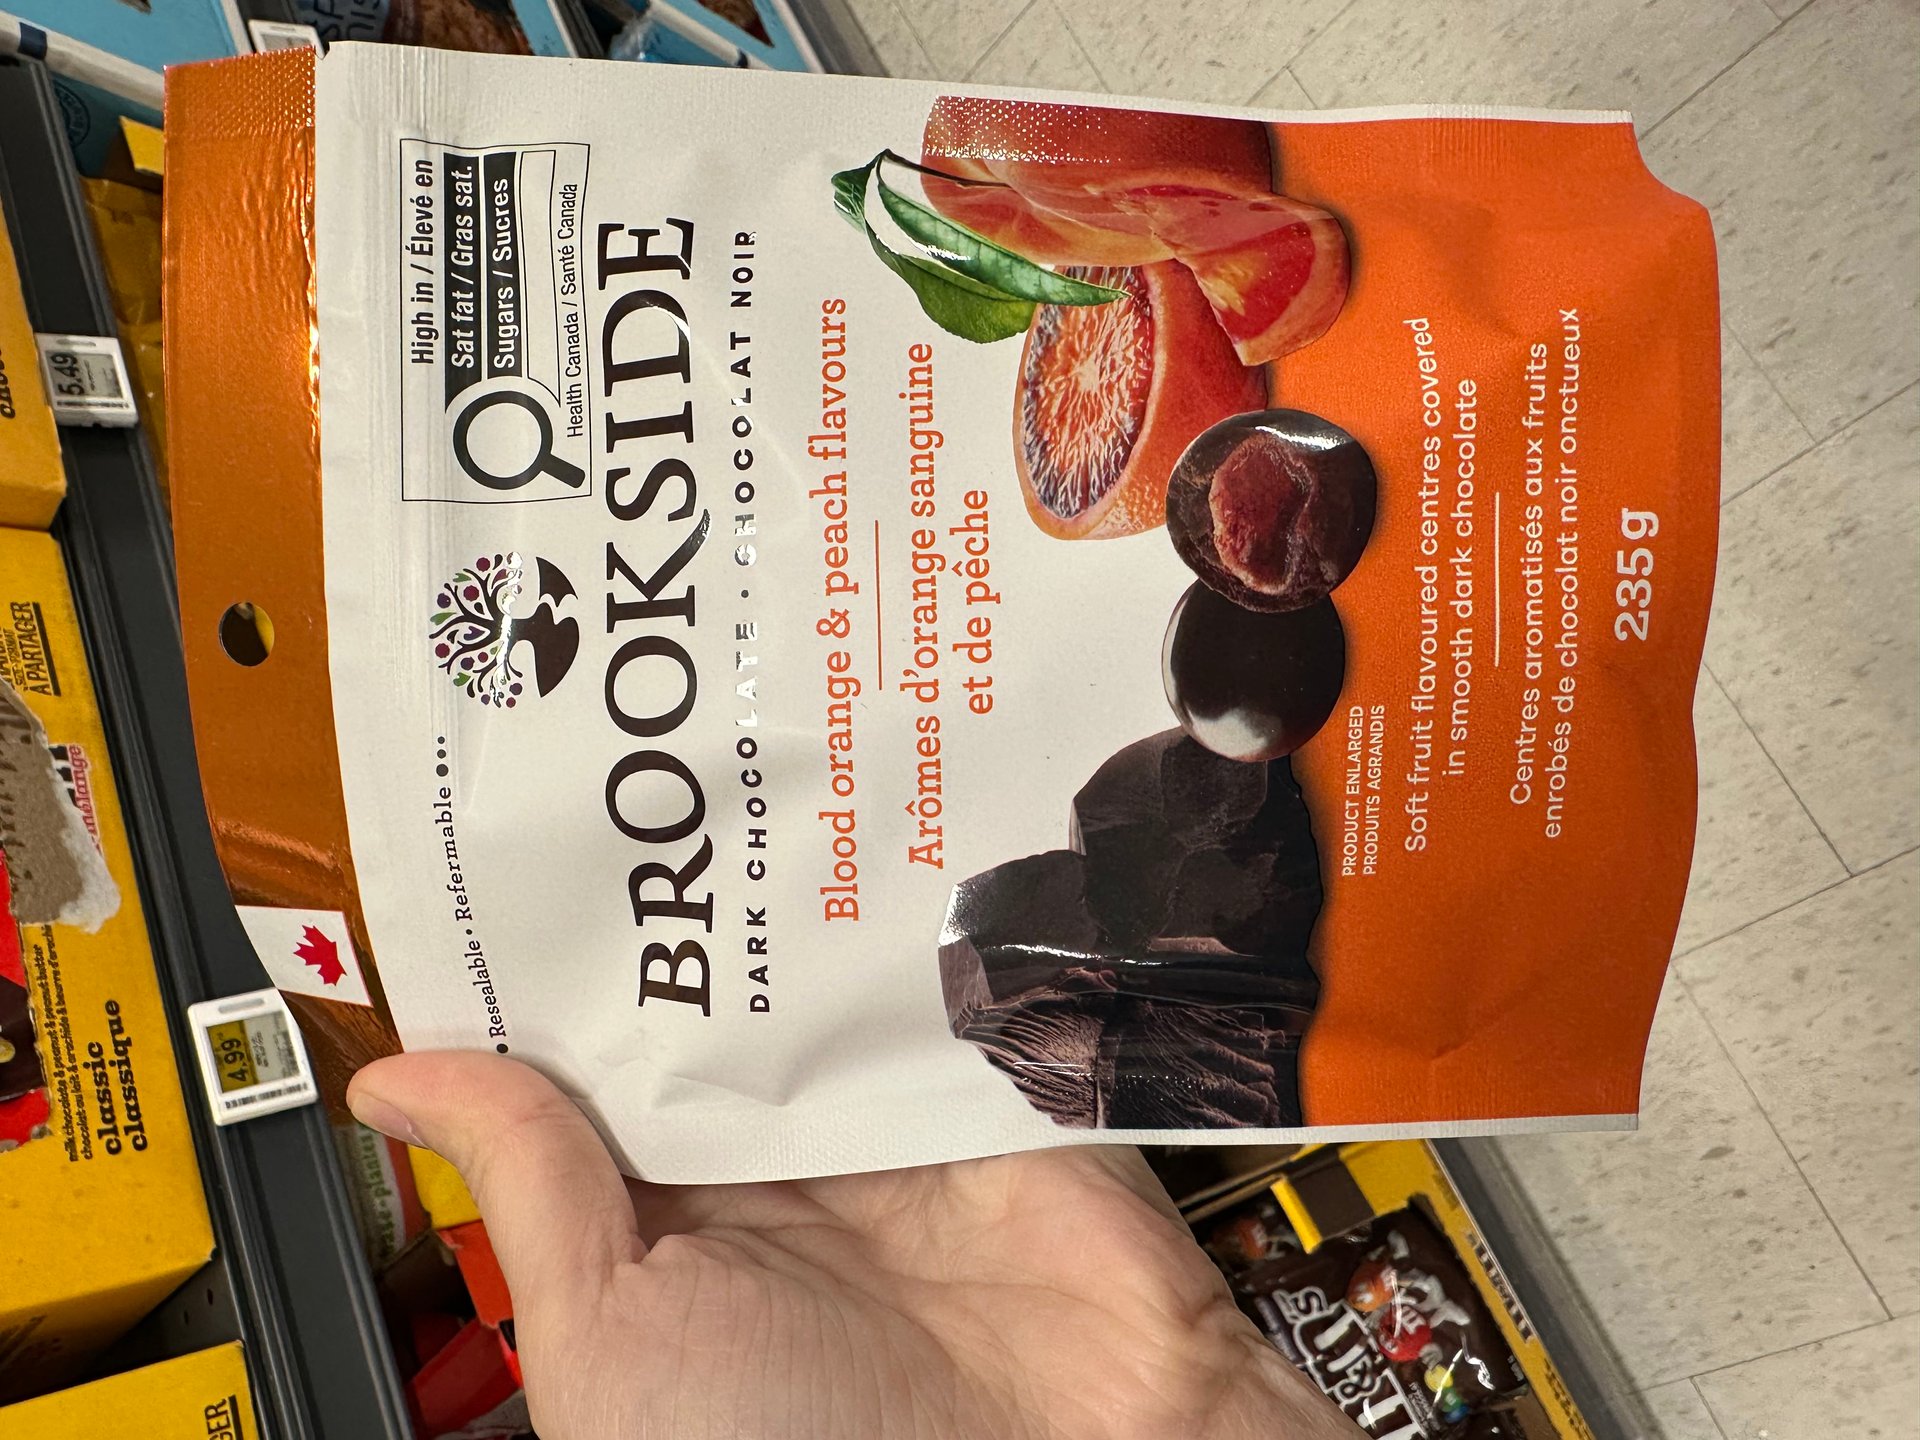 High in / Élevé en
Sat fat / Gras sat.
Sugars / Sucres
Health Canada / Santé Canada
Resealable • Refermable
BROOKSIDE
DARK CHOCOLATE · CHOCOLAT NOIR
Blood orange & peach flavours
Arômes d'orange sanguine
et de pêche
PRODUCT ENLARGED
PRODUITS AGRANDIS
Soft fruit flavoured centres covered
in smooth dark chocolate
Centres aromatisés aux fruits
enrobés de chocolat noir onctueux
235 g
5.49
4.99
À PARTAGER
classic
classique
M&M's